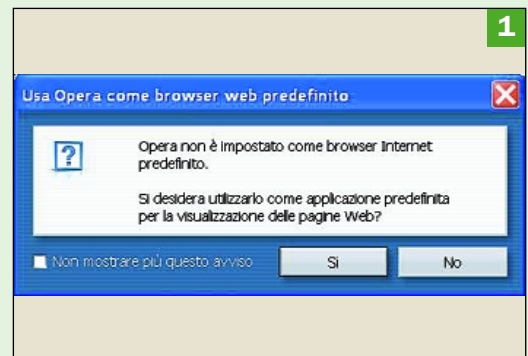 1
Usa Opera come browser web predefinito
Opera non è impostato come browser Internet
predefinito.
Si desidera utilizzarlo come applicazione predefinita
per la visualizzazione delle pagine Web?
Non mostrare più questo avviso
Si
No